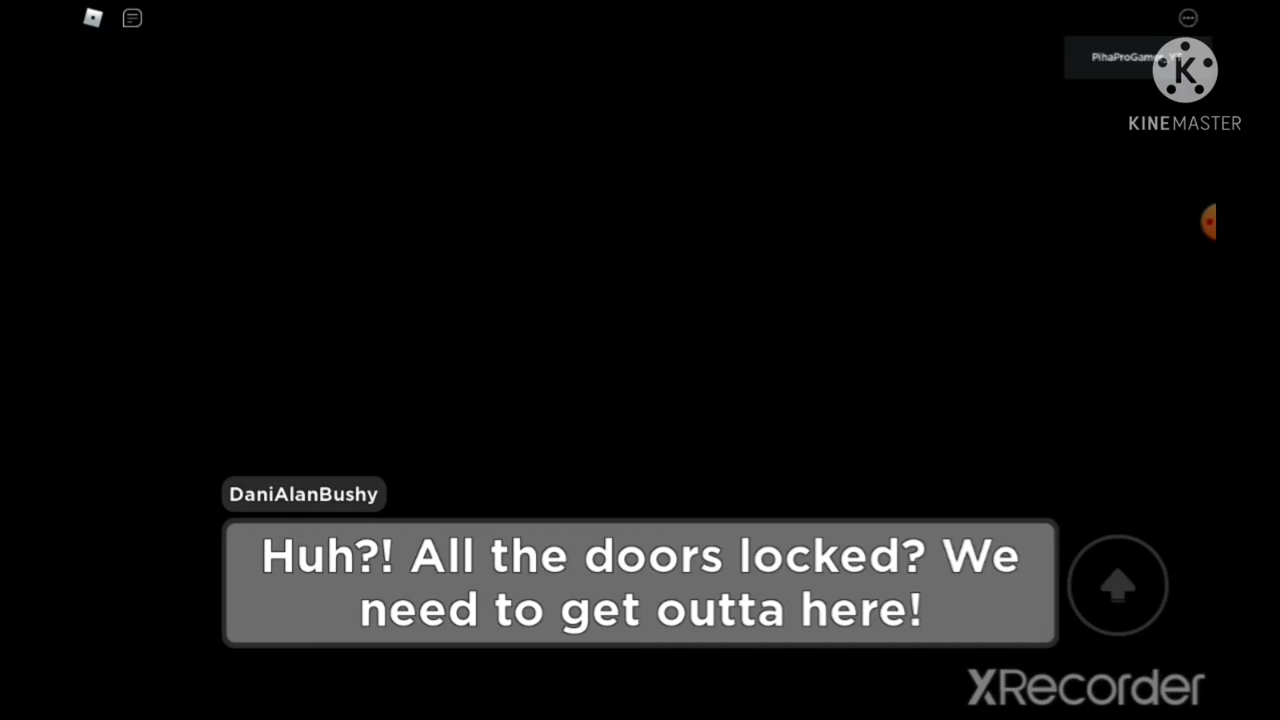 K
KINEMASTER
DaniAlanBushy
Huh?! All the doors locked? We
need to get outta here!
XRecorder